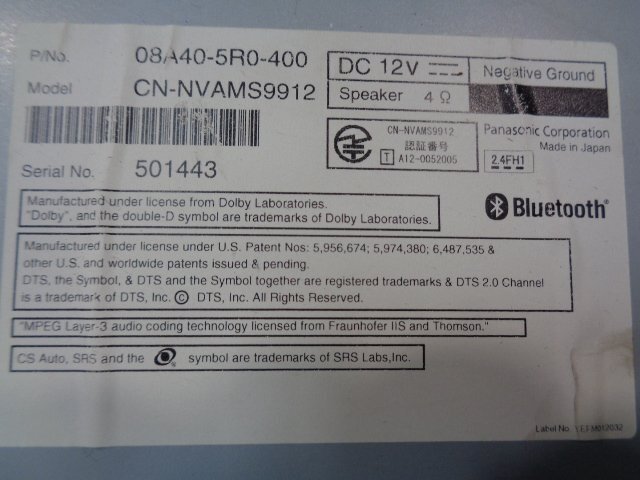 P/No. 08A40-5R0-400
Model CN-NVAMS9912
Serial No. 501443
DC 12V
Negative Ground
Speaker 4 Ω
CN-NVAMS9912
認証番号
T A12-0052005
Panasonic Corporation
Made in Japan
2.4FH1
Bluetooth®
Manufactured under license from Dolby Laboratories.
"Dolby", and the double-D symbol are trademarks of Dolby Laboratories.
Manufactured under license under U.S. Patent Nos: 5,956,674; 5,974,380; 6,487,535 &
other U.S. and worldwide patents issued & pending.
DTS, the Symbol, & DTS and the Symbol together are registered trademarks & DTS 2.0 Channel
is a trademark of DTS, Inc. © DTS, Inc. All Rights Reserved.
"MPEG Layer-3 audio coding technology licensed from Fraunhofer IIS and Thomson."
CS Auto, SRS and the symbol are trademarks of SRS Labs,Inc.
Label No.